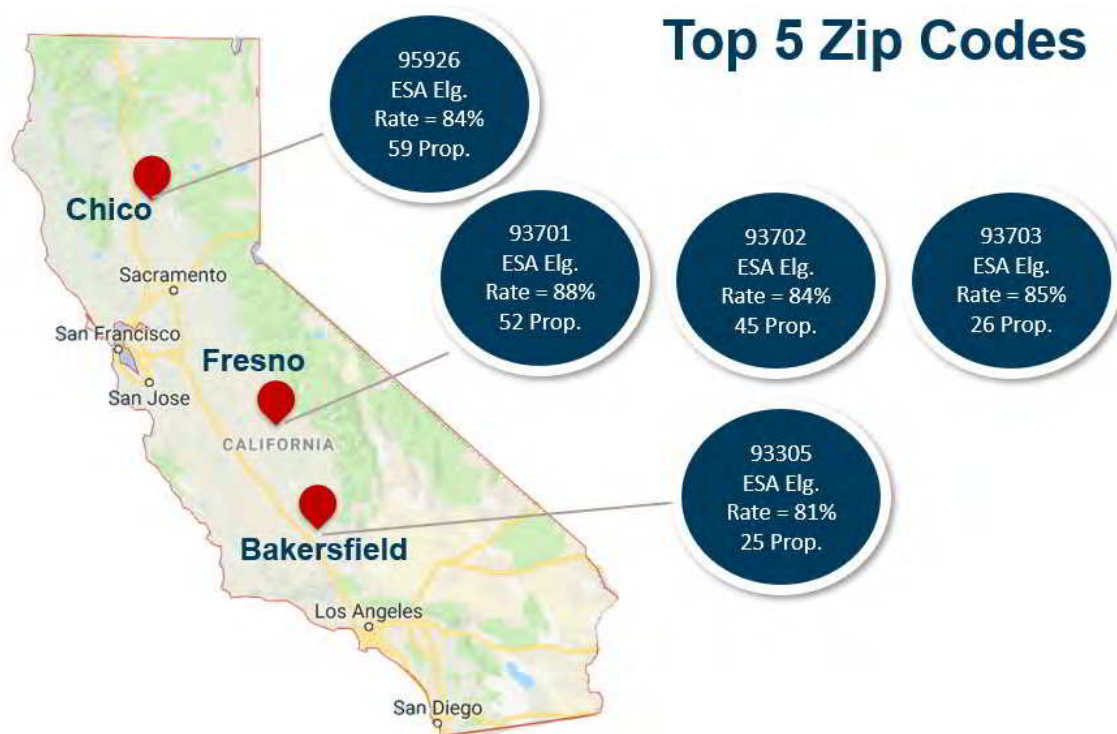 Top 5 Zip Codes
95926
ESA Elg.
Rate = 84%
59 Prop.
93701
ESA Elg.
Rate = 88%
52 Prop.
93702
ESA Elg.
Rate = 84%
45 Prop.
93703
ESA Elg.
Rate = 85%
26 Prop.
93305
ESA Elg.
Rate = 81%
25 Prop.
Chico
Sacramento
San Francisco
San Jose
Fresno
CALIFORNIA
Bakersfield
Los Angeles
San Diego